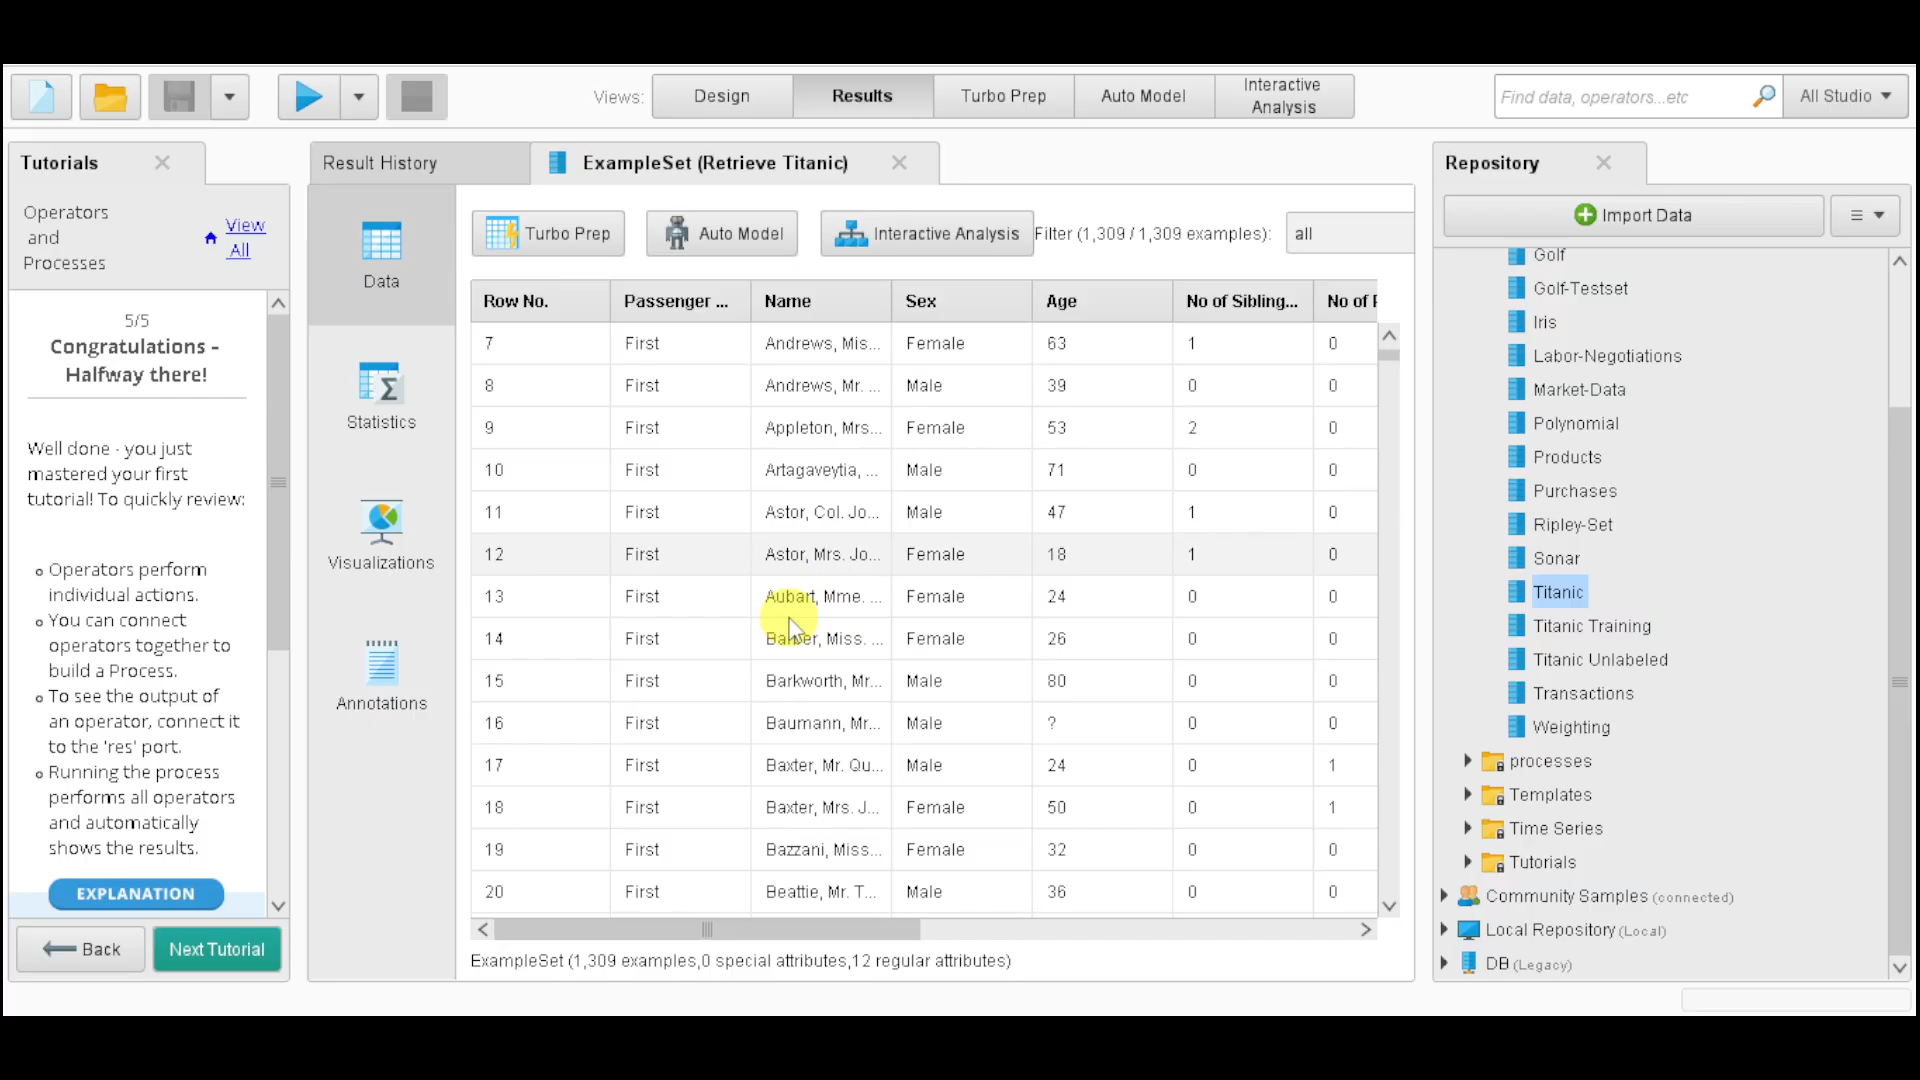 Views:
Design
Results
Turbo Prep
Auto Model
Interactive
Analysis
Find data, operators...etc
All Studio
Tutorials
Operators
and
Processes
View
All
5/5
Congratulations -
Halfway there!
Well done - you just
mastered your first
tutorial! To quickly review:
Operators perform
individual actions.
You can connect
operators together to
build a Process.
To see the output of
an operator, connect it
to the 'res' port.
Running the process
performs all operators
and automatically
shows the results.
EXPLANATION
Back
Next Tutorial
Result History
ExampleSet (Retrieve Titanic)
Data
Statistics
Visualizations
Annotations
Turbo Prep
Auto Model
Interactive Analysis
Filter (1,309 / 1,309 examples):
all
Row No. Passenger ... Name Sex Age No of Sibling... No of
7 First Andrews, Mis... Female 63 1 0
8 First Andrews, Mr. ... Male 39 0 0
9 First Appleton, Mrs... Female 53 2 0
10 First Artagaveytia, ... Male 71 0 0
11 First Astor, Col. Jo... Male 47 1 0
12 First Astor, Mrs. Jo... Female 18 1 0
13 First Aubart, Mme. ... Female 24 0 0
14 First Barber, Miss. ... Female 26 0 0
15 First Barkworth, Mr... Male 80 0 0
16 First Baumann, Mr... Male ? 0 0
17 First Baxter, Mr. Qu... Male 24 0 1
18 First Baxter, Mrs. J... Female 50 0 1
19 First Bazzani, Miss... Female 32 0 0
20 First Beattie, Mr. T... Male 36 0 0
ExampleSet (1,309 examples,0 special attributes,12 regular attributes)
Repository
Import Data
Golf
Golf-Testset
Iris
Labor-Negotiations
Market-Data
Polynomial
Products
Purchases
Ripley-Set
Sonar
Titanic
Titanic Training
Titanic Unlabeled
Transactions
Weighting
processes
Templates
Time Series
Tutorials
Community Samples (connected)
Local Repository (Local)
DB (Legacy)